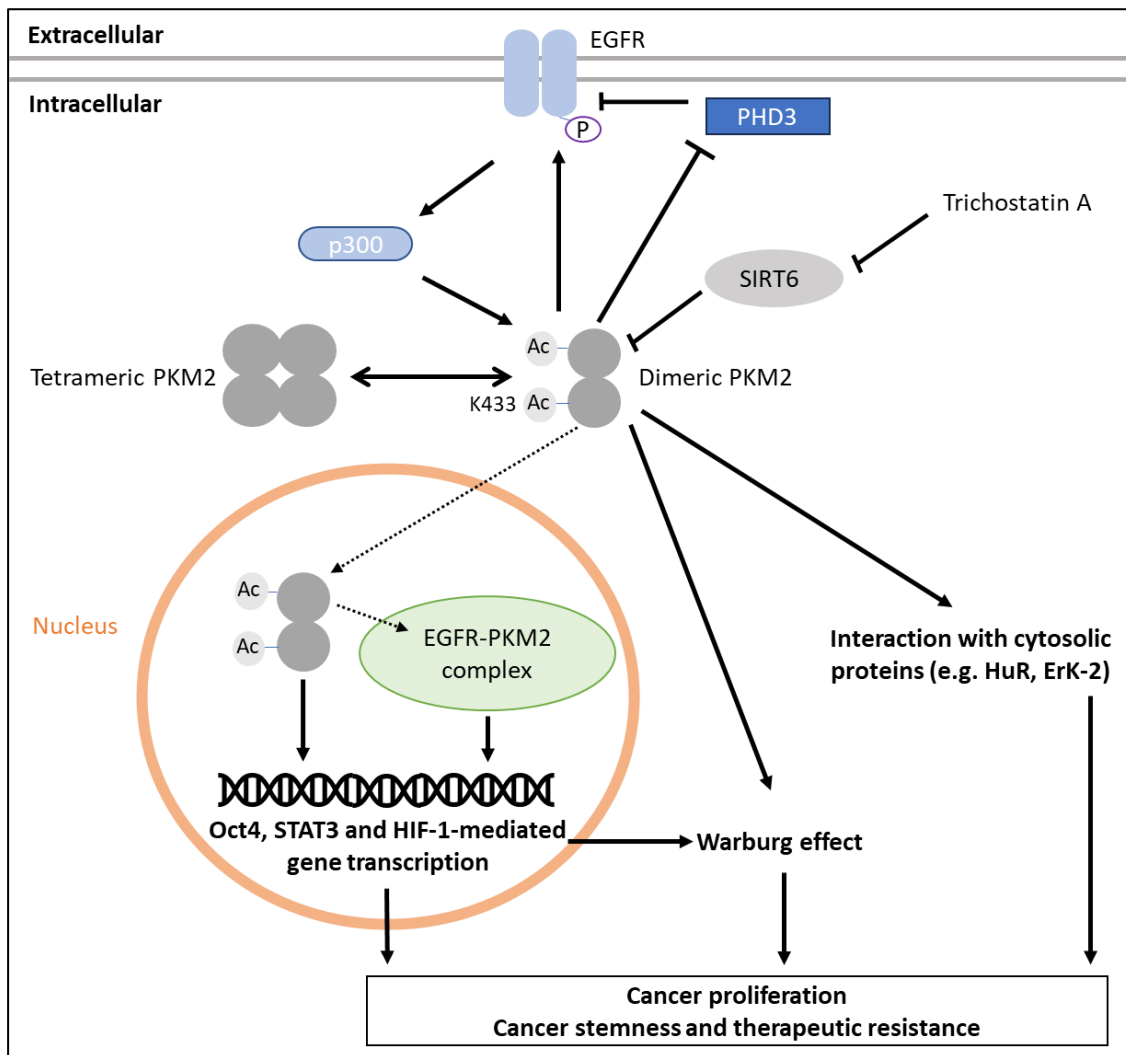 Extracellular
EGFR
Intracellular
P
PHD3
Trichostatin A
p300
SIRT6
Ac
Tetrameric PKM2
Dimeric PKM2
K433
Ac
Ac
Nucleus
Ac
EGFR-PKM2
complex
Interaction with cytosolic
proteins (e.g. HuR, ErK-2)
Oct4, STAT3 and HIF-1-mediated
gene transcription
Warburg effect
Cancer proliferation
Cancer stemness and therapeutic resistance